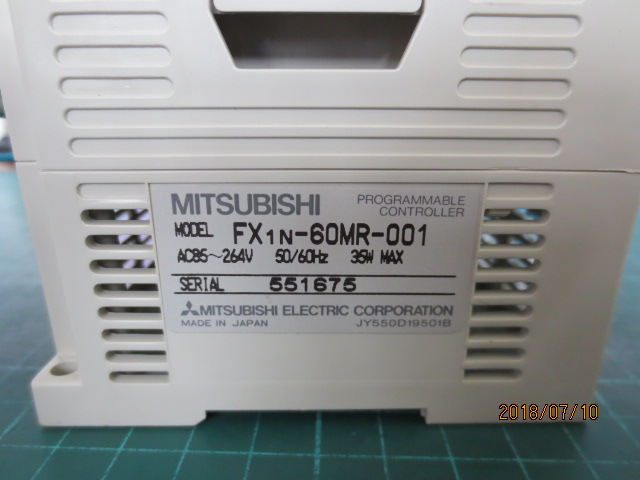 MITSUBISHI
PROGRAMMABLE
CONTROLLER
MODEL FX1N-60MR-001
AC85~264V 50/60Hz 35W MAX
SERIAL 551675
MITSUBISHI ELECTRIC CORPORATION
MADE IN JAPAN JY550D19501B
2018/07/10